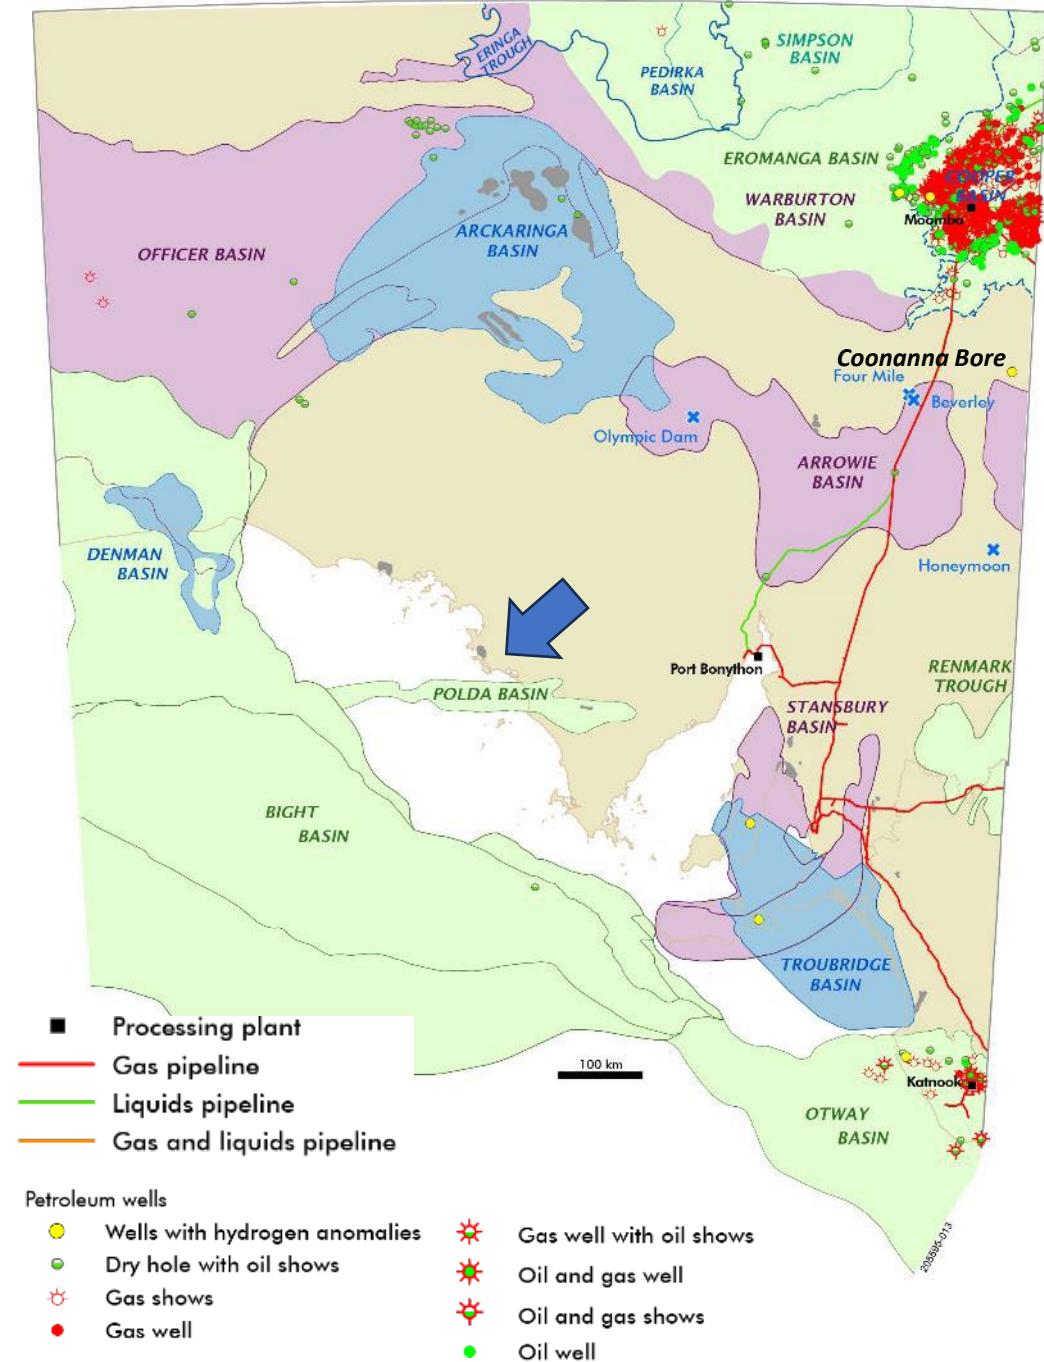 ERINGA
TROUGH
SIMPSON
BASIN
PEDIRKA
BASIN
EROMANGA BASIN
COOPER
BASIN
WARBURTON
BASIN
Moomba
ARCKARINGA
BASIN
OFFICER BASIN
Coonanna Bore
Four Mile
Beverley
Olympic Dam
ARROWIE
BASIN
DENMAN
BASIN
Honeymoon
Port Bonython
RENMARK
TROUGH
POLDA BASIN
STANSBURY
BASIN
BIGHT
BASIN
TROUBRIDGE
BASIN
100 km
Katnook
OTWAY
BASIN
205595-013
Processing plant
Gas pipeline
Liquids pipeline
Gas and liquids pipeline
Petroleum wells
Wells with hydrogen anomalies
Dry hole with oil shows
Gas shows
Gas well
Gas well with oil shows
Oil and gas well
Oil and gas shows
Oil well